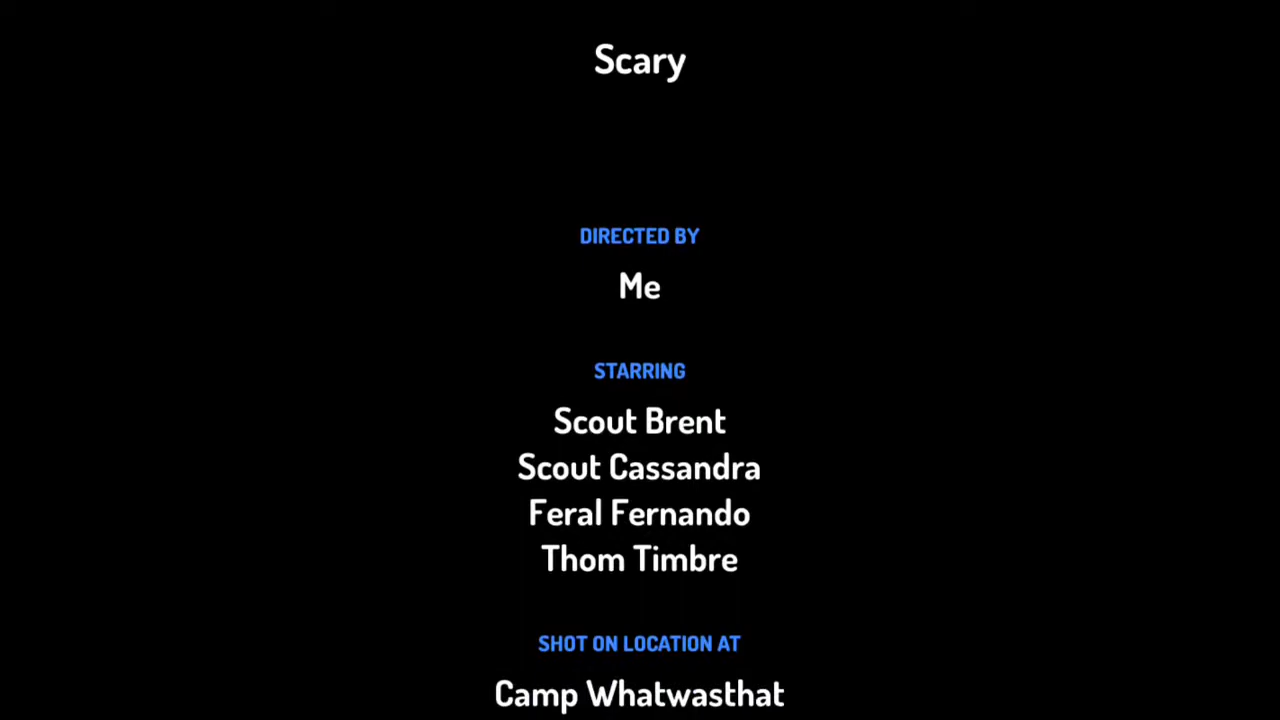 Scary
DIRECTED BY
Me
STARRING
Scout Brent
Scout Cassandra
Feral Fernando
Thom Timbre
SHOT ON LOCATION AT
Camp Whatwasthat